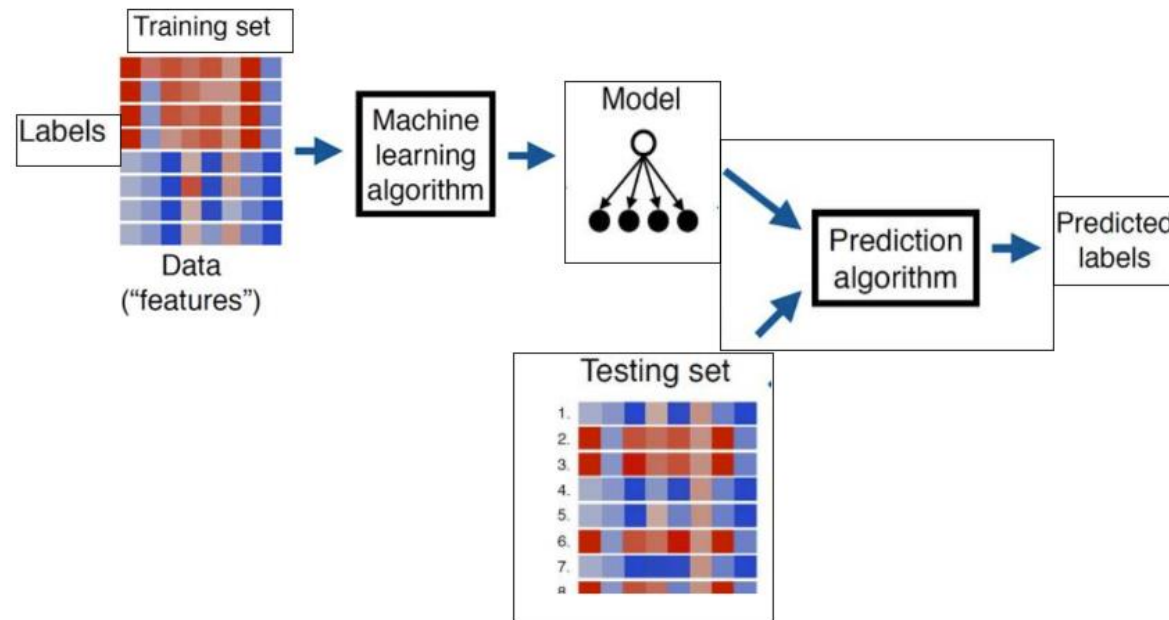 Training set
Labels
Data
(“features”)
Machine
learning
algorithm
Model
Prediction
algorithm
Predicted
labels
Testing set
1.
2.
3.
4.
5.
6.
7.